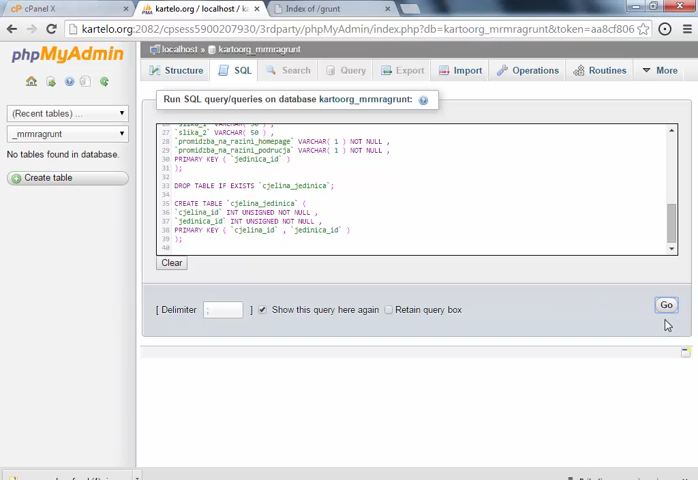 cP cPanel X
kartelo.org / localhost / ka
Index of /grunt
kartelo.org:2082/cpsess5900207930/3rdparty/phpMyAdmin/index.php?db=kartoorg_mrmragrunt&token=aa8cf806
phpMyAdmin
localhost » kartoorg_mrmragrunt
Structure SQL Search Query Export Import Operations Routines More
(Recent tables) ...
_mrmragrunt
No tables found in database.
Create table
Run SQL query/queries on database kartoorg_mrmragrunt:
27 `slika_2` VARCHAR( 50 ) ,
28 `promidzba_na_razini_homepage` VARCHAR( 1 ) NOT NULL ,
29 `promidzba_na_razini_podrucja` VARCHAR( 1 ) NOT NULL ,
30 PRIMARY KEY ( `jedinica_id` )
31 );
32
33 DROP TABLE IF EXISTS `cjelina_jedinica`;
34
35 CREATE TABLE `cjelina_jedinica` (
36 `cjelina_id` INT UNSIGNED NOT NULL ,
37 `jedinica_id` INT UNSIGNED NOT NULL ,
38 PRIMARY KEY ( `cjelina_id` , `jedinica_id` )
39 );
40
Clear
[ Delimiter ; ] Show this query here again Retain query box
Go